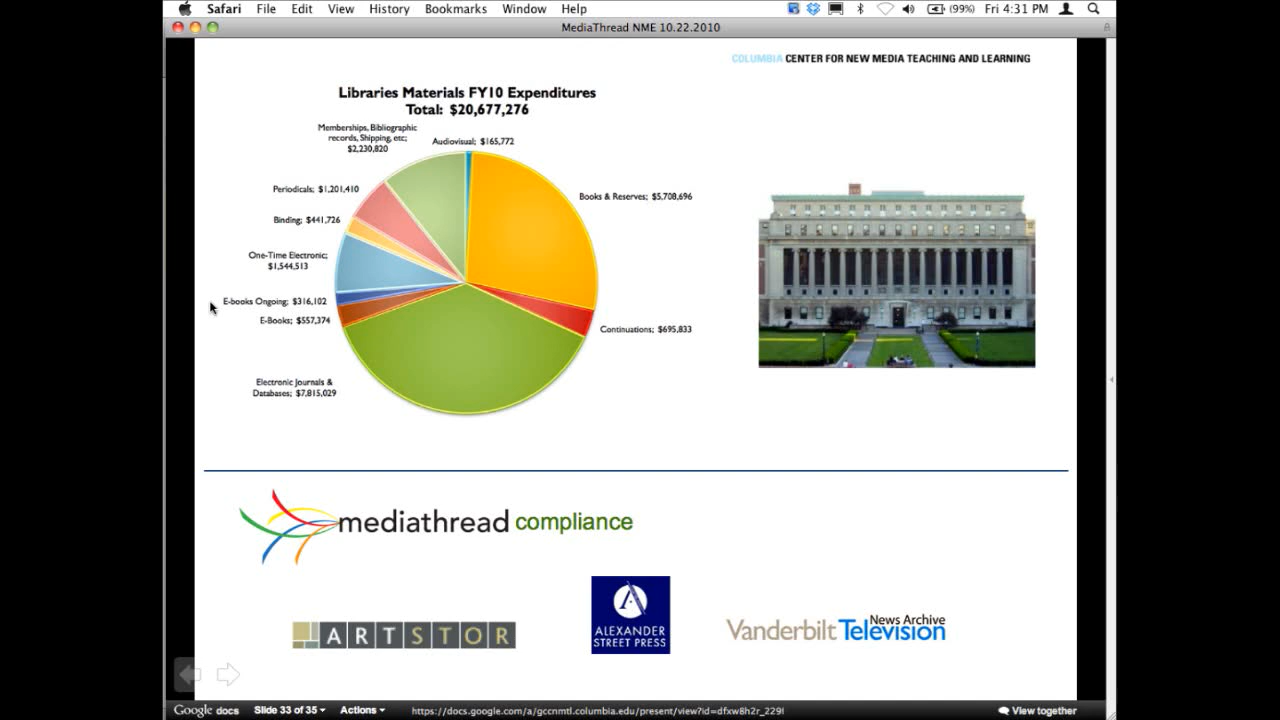 Safari File Edit View History Bookmarks Window Help
(99%) Fri 4:31 PM
MediaThread NME 10.22.2010
COLUMBIA CENTER FOR NEW MEDIA TEACHING AND LEARNING
Libraries Materials FY10 Expenditures
Total: $20,677,276
Memberships, Bibliographic
records, Shipping, etc;
$2,230,820
Audiovisual; $165,772
Periodicals; $1,201,410
Books & Reserves; $5,708,696
Binding; $441,726
One-Time Electronic;
$1,544,513
E-books Ongoing; $316,102
E-Books; $557,374
Continuations; $695,833
Electronic Journals &
Databases; $7,815,029
mediathread compliance
ARTSTOR
ALEXANDER
STREET PRESS
Vanderbilt Television
News Archive
Google docs Slide 33 of 35 Actions https://docs.google.com/a/gccnmtl.columbia.edu/present/view?id=dfxw8h2r_229l View together